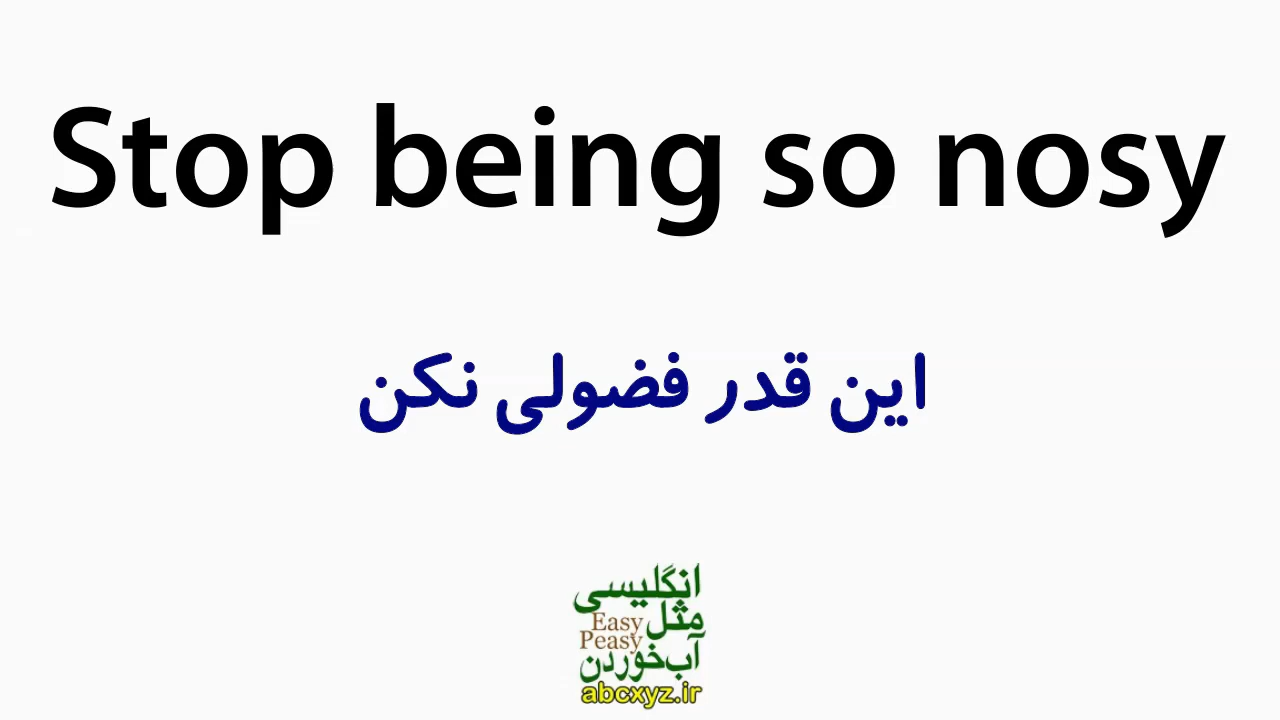 Stop being so nosy
این قدر فضولی نکن
انگلیسی
مثل
Easy
Peasy
آب‌خوردن
abcxyz.ir